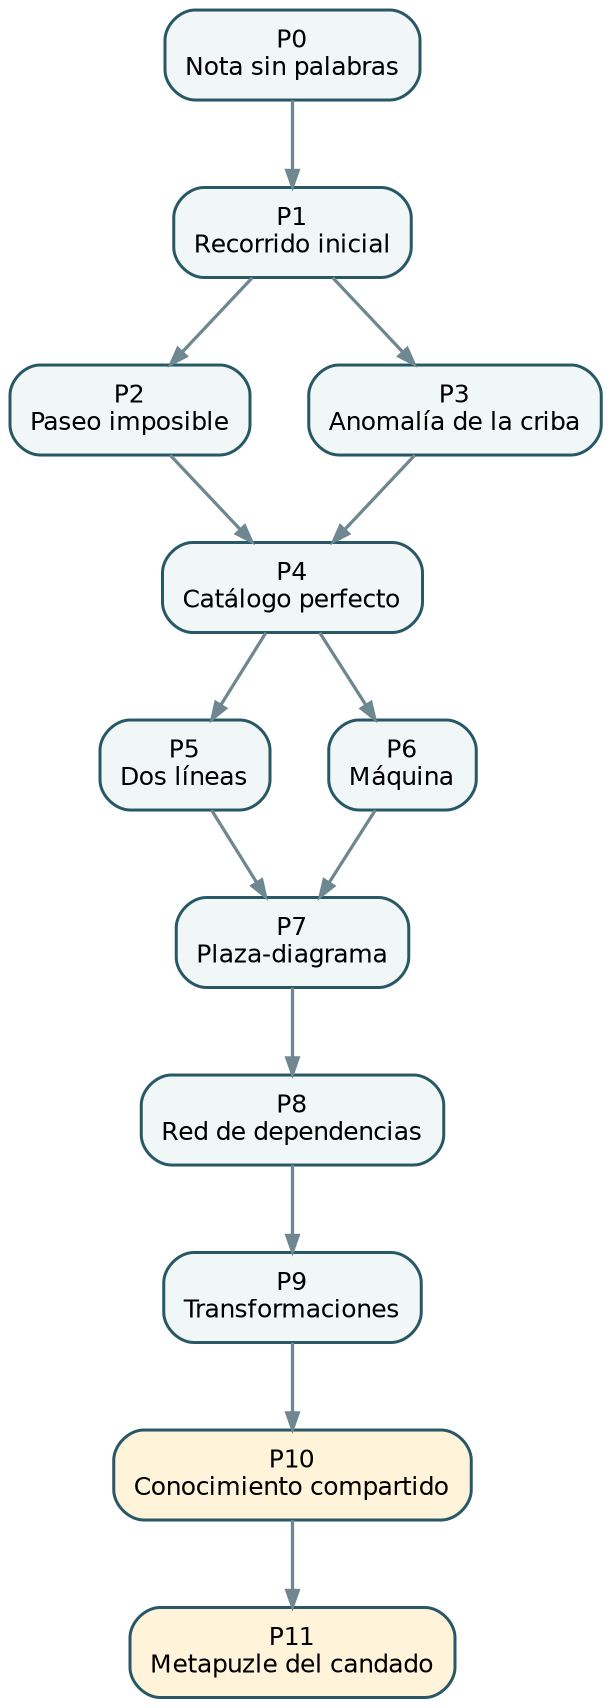 P0
Nota sin palabras
P1
Recorrido inicial
P2
Paseo imposible
P3
Anomalía de la criba
P4
Catálogo perfecto
P5
Dos líneas
P6
Máquina
P7
Plaza-diagrama
P8
Red de dependencias
P9
Transformaciones
P10
Conocimiento compartido
P11
Metapuzle del candado